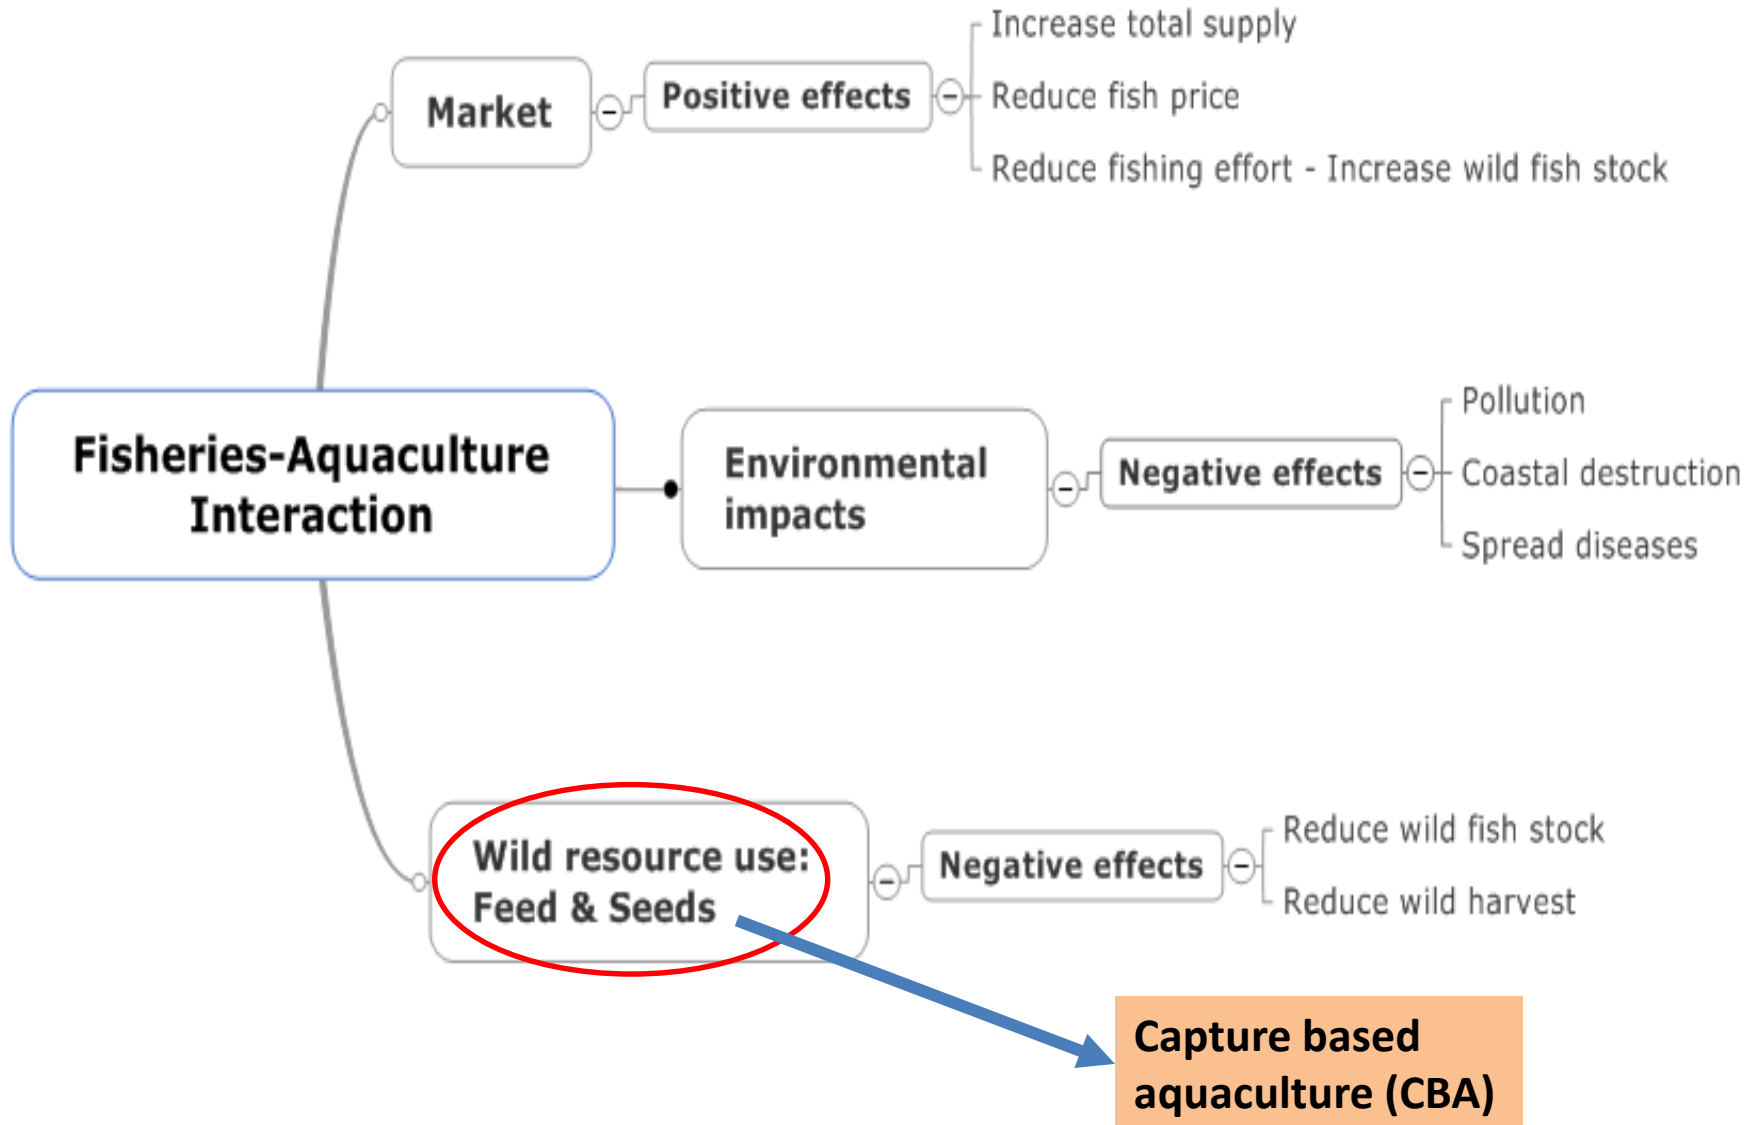 Increase total supply
Market
Positive effects
Reduce fish price
Reduce fishing effort - Increase wild fish stock
Fisheries-Aquaculture
Interaction
Environmental
impacts
Negative effects
Pollution
Coastal destruction
Spread diseases
Wild resource use:
Feed & Seeds
Negative effects
Reduce wild fish stock
Reduce wild harvest
Capture based
aquaculture (CBA)